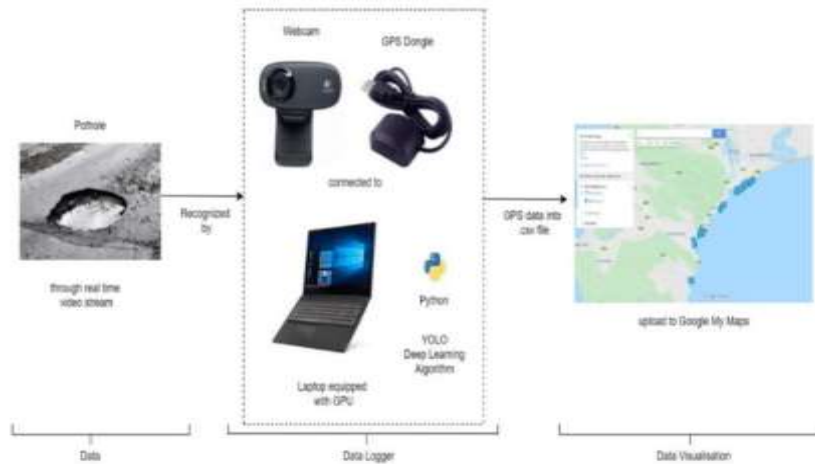 Webcam
GPS Dongle
Pothole
connected to
Recognized
by
GPS data into
.csv file
through real time
video stream
Python
YOLO
Deep Learning
Algorithm
Laptop equipped
with GPU
upload to Google My Maps
Data
Data Logger
Data Visualisation